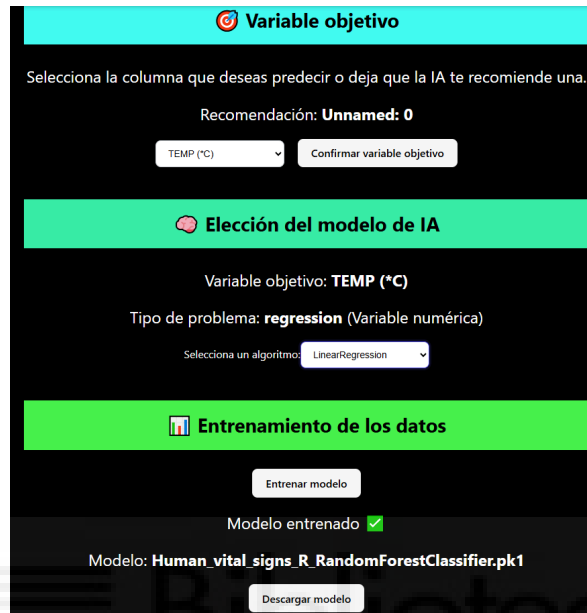 🎯 Variable objetivo
Selecciona la columna que deseas predecir o deja que la IA te recomiende una.
Recomendación: Unnamed: 0
TEMP (*C) Confirmar variable objetivo
🧠 Elección del modelo de IA
Variable objetivo: TEMP (*C)
Tipo de problema: regression (Variable numérica)
Selecciona un algoritmo: LinearRegression
📊 Entrenamiento de los datos
Entrenar modelo
Modelo entrenado ✅
Modelo: Human_vital_signs_R_RandomForestClassifier.pk1
Descargar modelo